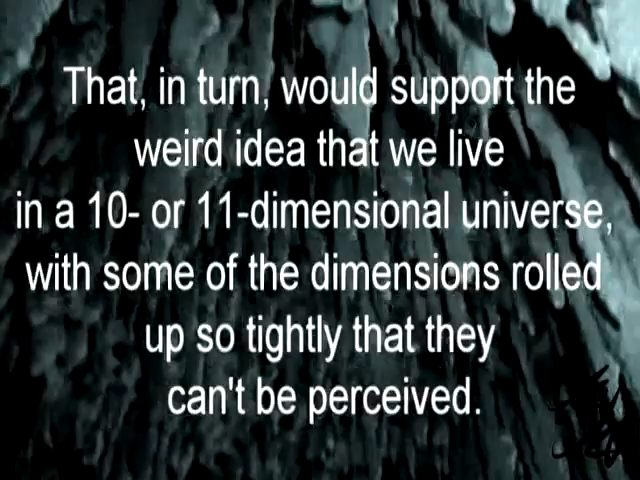 That, in turn, would support the
weird idea that we live
in a 10- or 11-dimensional universe,
with some of the dimensions rolled
up so tightly that they
can't be perceived.